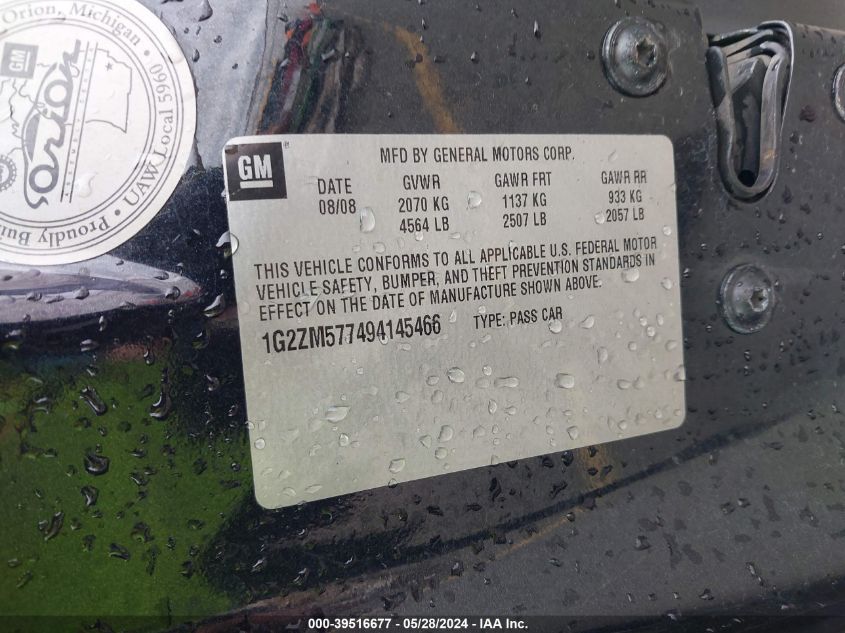 Orion, Michigan
GM
Orion
Proudly Buil
UAW Local 5960
GM
MFD BY GENERAL MOTORS CORP.
DATE GVWR GAWR FRT GAWR RR
08/08 2070 KG 1137 KG 933 KG
4564 LB 2507 LB 2057 LB
THIS VEHICLE CONFORMS TO ALL APPLICABLE U.S. FEDERAL MOTOR
VEHICLE SAFETY, BUMPER, AND THEFT PREVENTION STANDARDS IN
EFFECT ON THE DATE OF MANUFACTURE SHOWN ABOVE.
1G2ZM577494145466 TYPE: PASS CAR
000-39516677 - 05/28/2024 - IAA Inc.